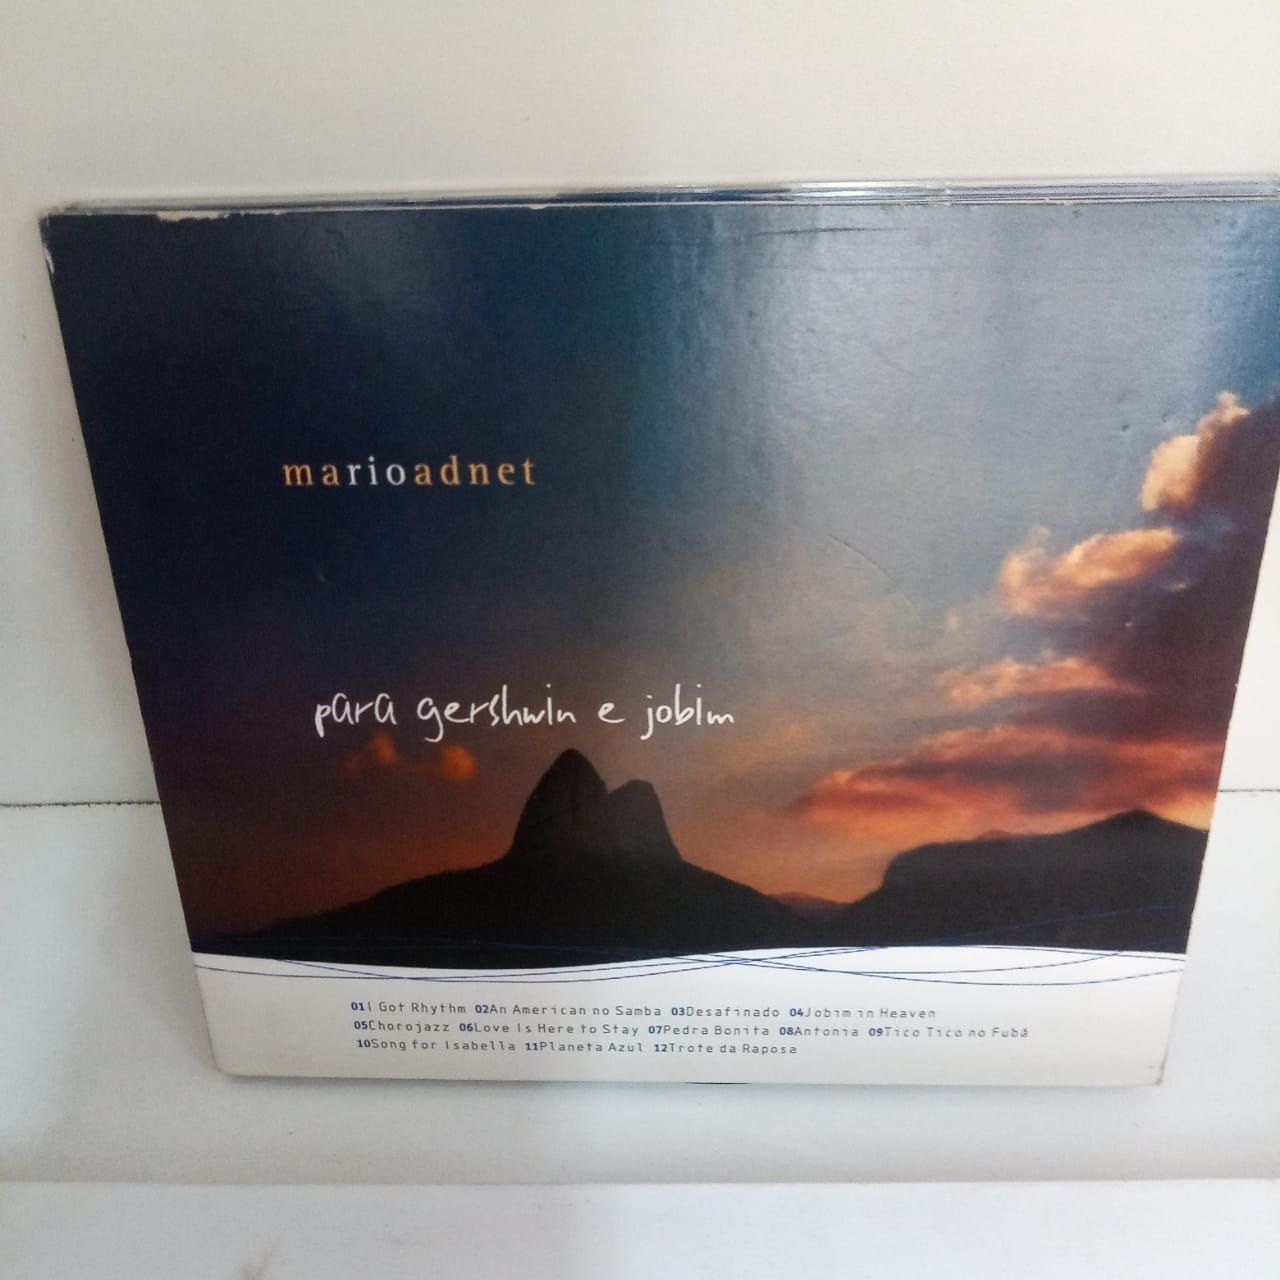 marioadnet
para gershwin e jobim
01I Got Rhythm 02An American no Samba 03Desafinado 04Jobim in Heaven
05Chorojazz 06Love Is Here to Stay 07Pedra Bonita 08Antonia 09Tico Tico no Fubá
10Song for Isabella 11Planeta Azul 12Trote da Raposa